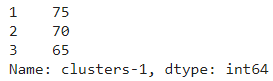 1    75
2    70
3    65
Name: clusters-1, dtype: int64